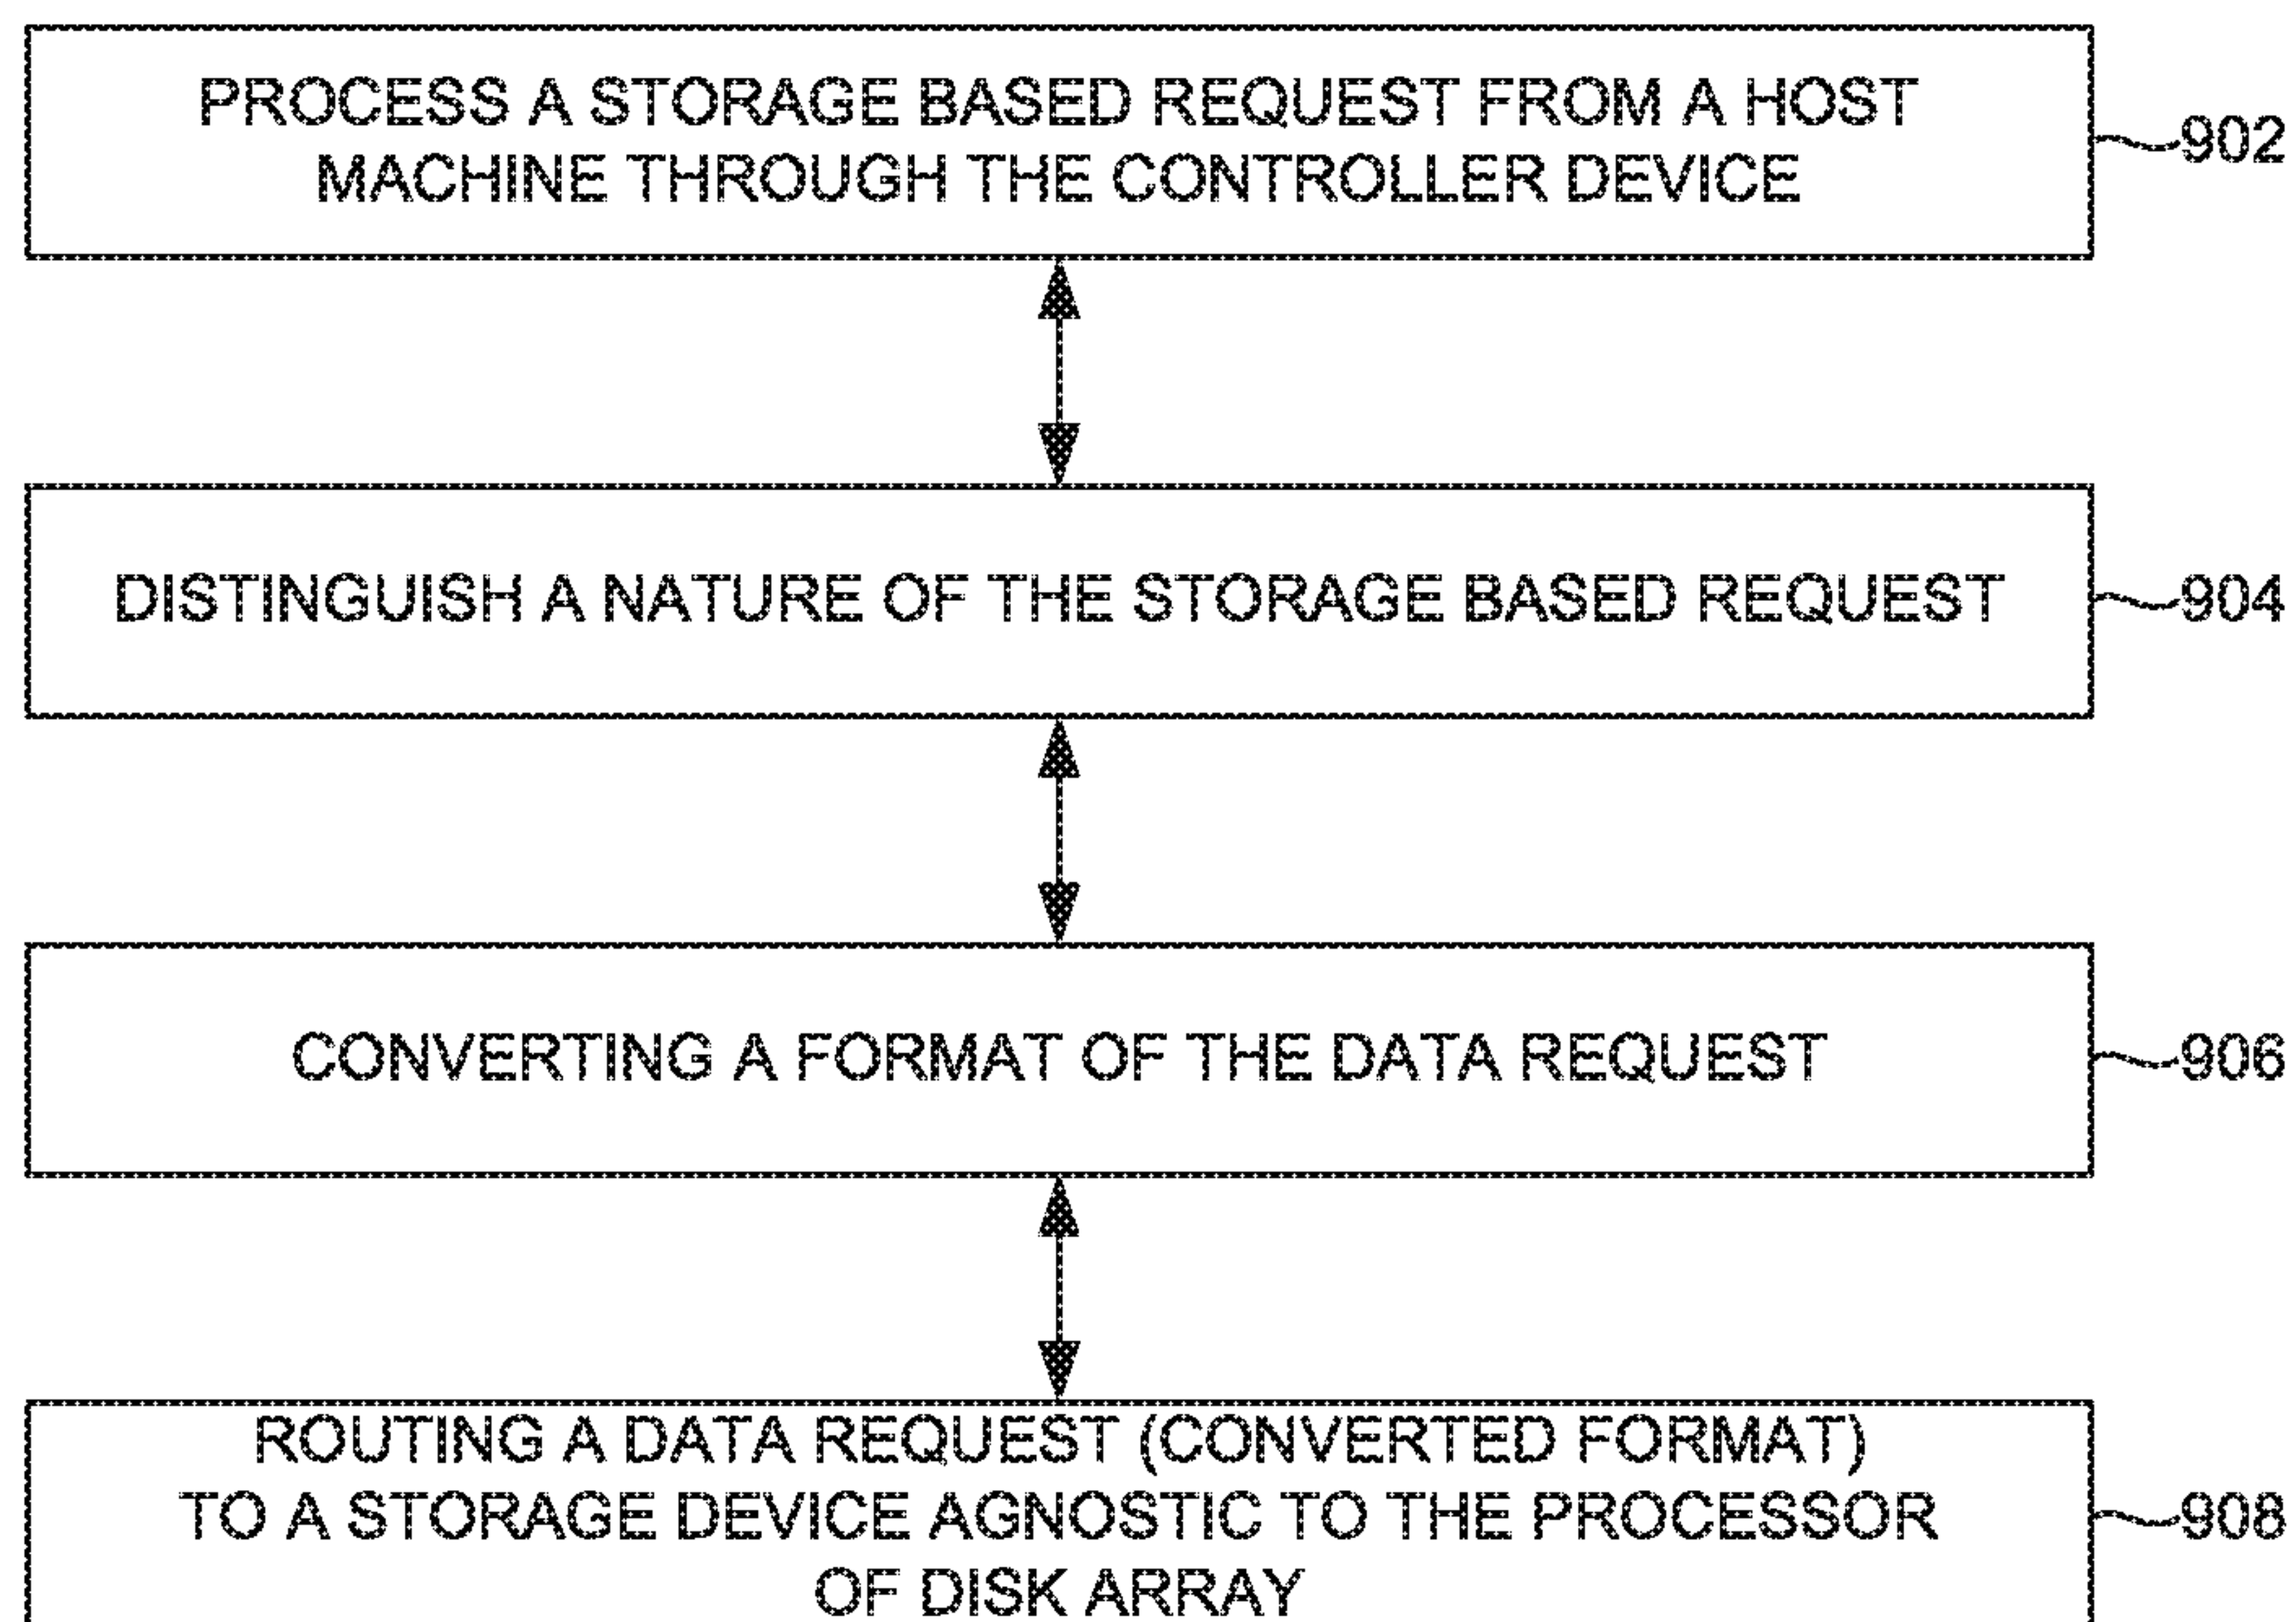 PROCESS A STORAGE BASED REQUEST FROM A HOST
MACHINE THROUGH THE CONTROLLER DEVICE
902
DISTINGUISH A NATURE OF THE STORAGE BASED REQUEST
904
CONVERTING A FORMAT OF THE DATA REQUEST
906
ROUTING A DATA REQUEST (CONVERTED FORMAT)
TO A STORAGE DEVICE AGNOSTIC TO THE PROCESSOR
OF DISK ARRAY
908